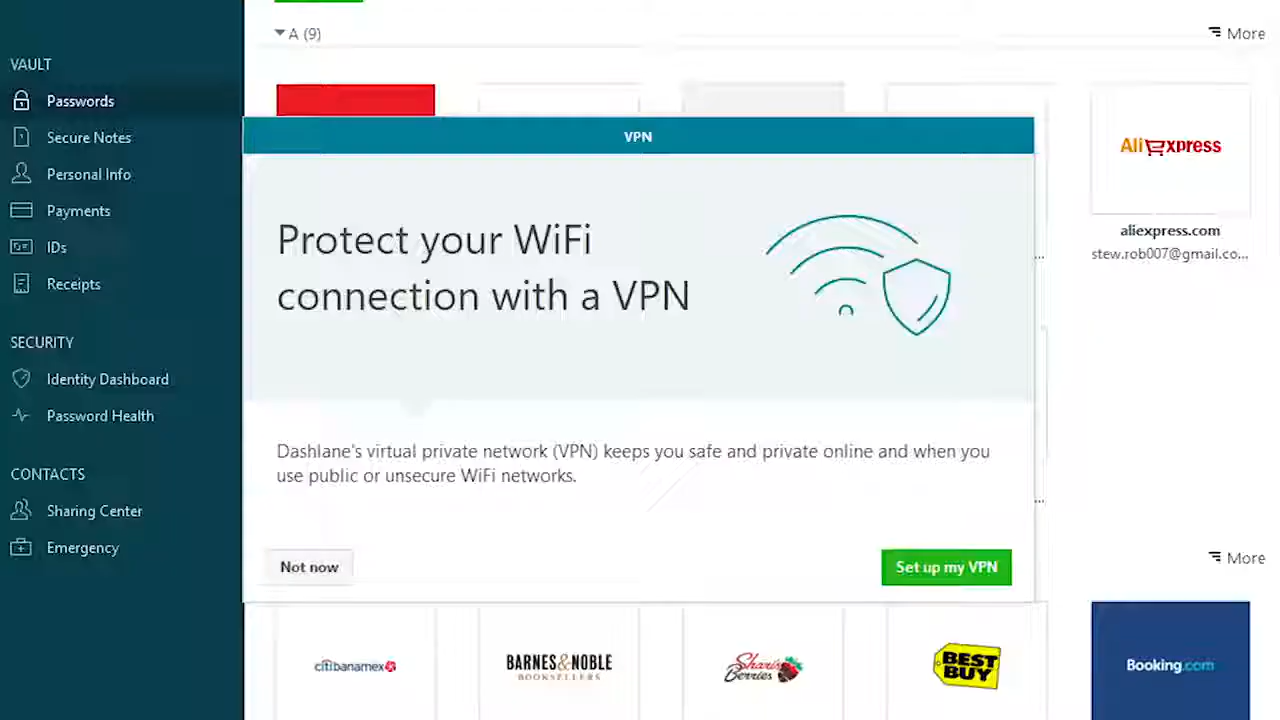 A (9)
More
VAULT
Passwords
Secure Notes
Personal Info
Payments
IDs
Receipts
SECURITY
Identity Dashboard
Password Health
CONTACTS
Sharing Center
Emergency
VPN
Protect your WiFi
connection with a VPN
Dashlane's virtual private network (VPN) keeps you safe and private online and when you
use public or unsecure WiFi networks.
Not now
Set up my VPN
AliExpress
aliexpress.com
stew.rob007@gmail.co...
...
...
More
citibanamex
BARNES & NOBLE
BOOKSELLERS
Shari's
Berries
BEST
BUY
Booking.com